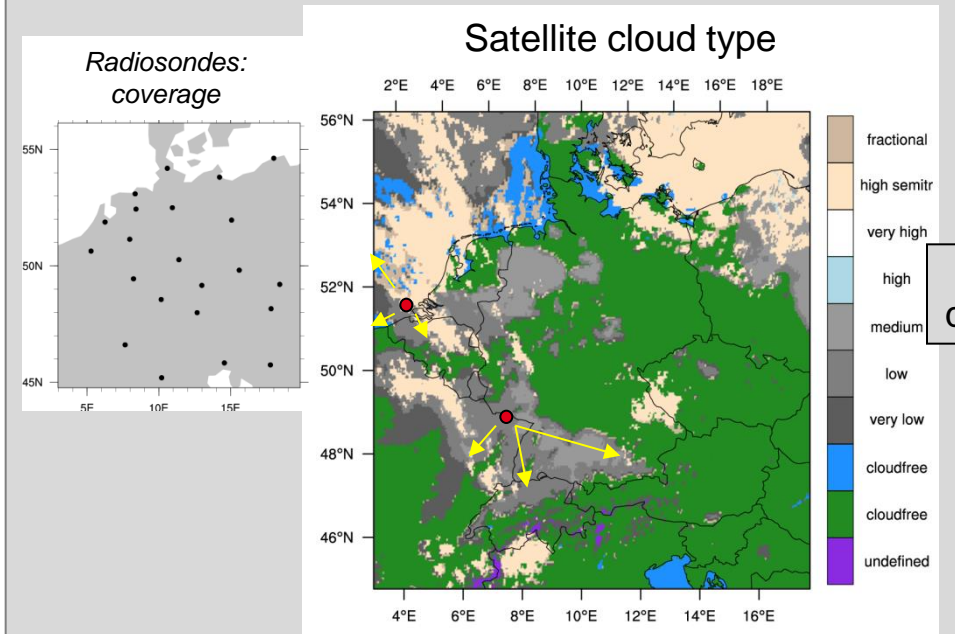 Radiosondes:
coverage
55N
50N
45N
5E 10E 15E
Satellite cloud type
2°E 4°E 6°E 8°E 10°E 12°E 14°E 16°E 18°E
56°N
54°N
52°N
50°N
48°N
46°N
4°E 6°E 8°E 10°E 12°E 14°E 16°E
fractional
high semitr
very high
high
medium
low
very low
cloudfree
cloudfree
undefined